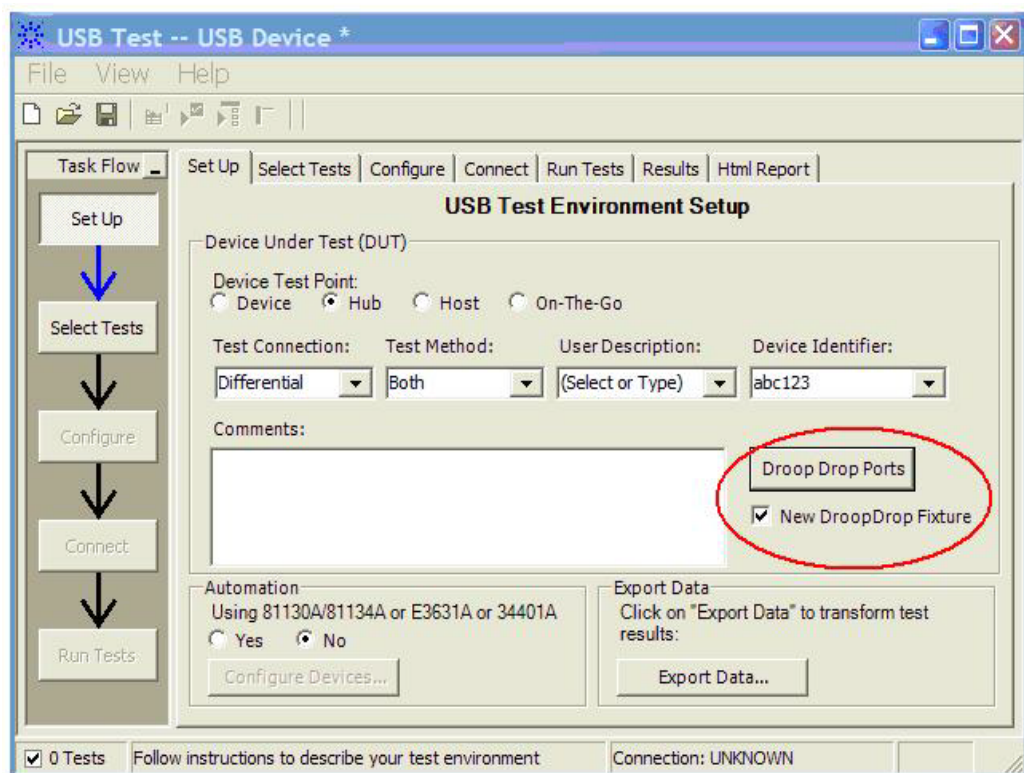 USB Test -- USB Device *
File View Help
Task Flow
Set Up Select Tests Configure Connect Run Tests Results Html Report
Set Up
Select Tests
Configure
Connect
Run Tests
USB Test Environment Setup
Device Under Test (DUT)
Device Test Point:
Device Hub Host On-The-Go
Test Connection: Test Method: User Description: Device Identifier:
Differential Both (Select or Type) abc123
Comments:
Droop Drop Ports
New DroopDrop Fixture
Automation
Using 81130A/81134A or E3631A or 34401A
Yes No
Configure Devices...
Export Data
Click on "Export Data" to transform test
results:
Export Data...
0 Tests Follow instructions to describe your test environment Connection: UNKNOWN